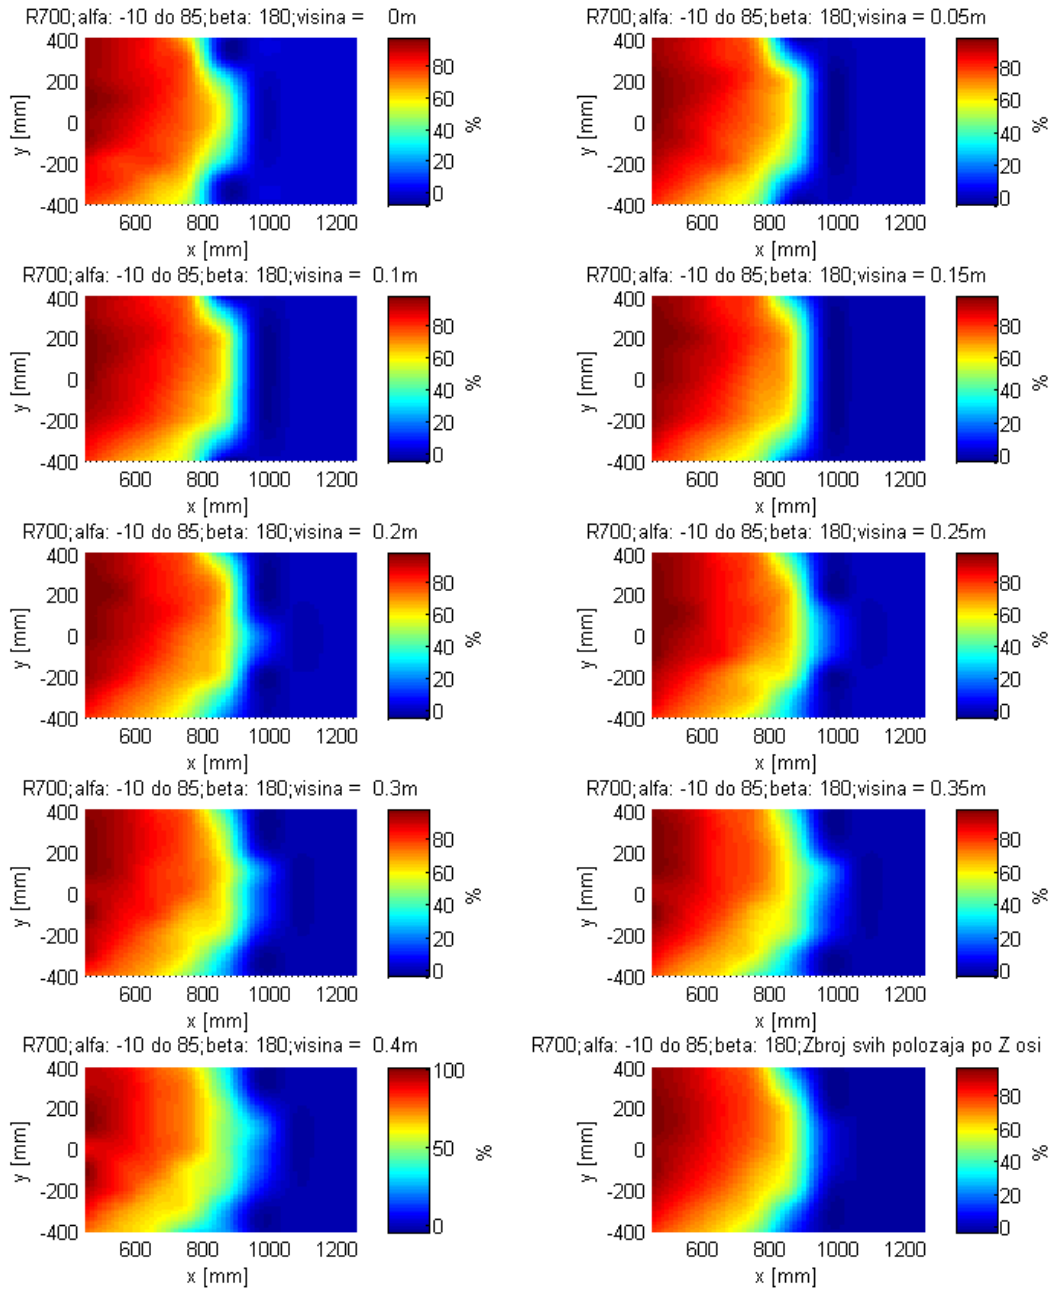 R700;alfa: -10 do 85;beta: 180;visina =    0m
400
200
0
-200
-400
y [mm]
600 800 1000 1200
x [mm]
80
60
40
20
0
%
R700;alfa: -10 do 85;beta: 180;visina = 0.05m
400
200
0
-200
-400
y [mm]
600 800 1000 1200
x [mm]
80
60
40
20
0
%
R700;alfa: -10 do 85;beta: 180;visina =  0.1m
400
200
0
-200
-400
y [mm]
600 800 1000 1200
x [mm]
80
60
40
20
0
%
R700;alfa: -10 do 85;beta: 180;visina = 0.15m
400
200
0
-200
-400
y [mm]
600 800 1000 1200
x [mm]
80
60
40
20
0
%
R700;alfa: -10 do 85;beta: 180;visina =  0.2m
400
200
0
-200
-400
y [mm]
600 800 1000 1200
x [mm]
80
60
40
20
0
%
R700;alfa: -10 do 85;beta: 180;visina = 0.25m
400
200
0
-200
-400
y [mm]
600 800 1000 1200
x [mm]
80
60
40
20
0
%
R700;alfa: -10 do 85;beta: 180;visina =  0.3m
400
200
0
-200
-400
y [mm]
600 800 1000 1200
x [mm]
80
60
40
20
0
%
R700;alfa: -10 do 85;beta: 180;visina = 0.35m
400
200
0
-200
-400
y [mm]
600 800 1000 1200
x [mm]
80
60
40
20
0
%
R700;alfa: -10 do 85;beta: 180;visina =  0.4m
400
200
0
-200
-400
y [mm]
600 800 1000 1200
x [mm]
100
50
0
%
R700;alfa: -10 do 85;beta: 180;Zbroj svih polozaja po Z osi
400
200
0
-200
-400
y [mm]
600 800 1000 1200
x [mm]
80
60
40
20
0
%